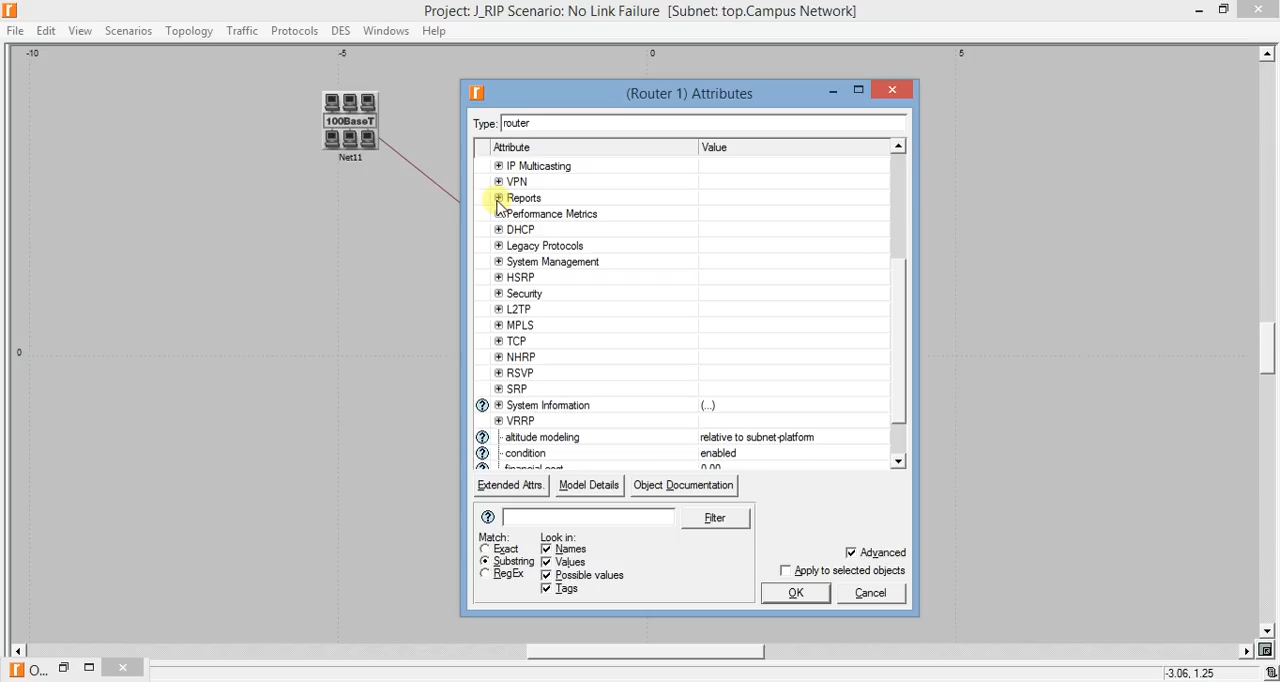 Project: J_RIP Scenario: No Link Failure [Subnet: top.Campus Network]
File Edit View Scenarios Topology Traffic Protocols DES Windows Help
-10 -5 0 5
(Router 1) Attributes
Type: router
100BaseT
Net11
Attribute Value
IP Multicasting
VPN
Reports
Performance Metrics
DHCP
Legacy Protocols
System Management
HSRP
Security
L2TP
MPLS
TCP
NHRP
RSVP
SRP
System Information (...)
VRRP
altitude modeling relative to subnet-platform
condition enabled
financial cost 0.00
0
Extended Attrs. Model Details Object Documentation
Filter
Match: Look in:
Exact Names
Substring Values
RegEx Possible values
Tags
Advanced
Apply to selected objects
OK Cancel
O...
-3.06, 1.25